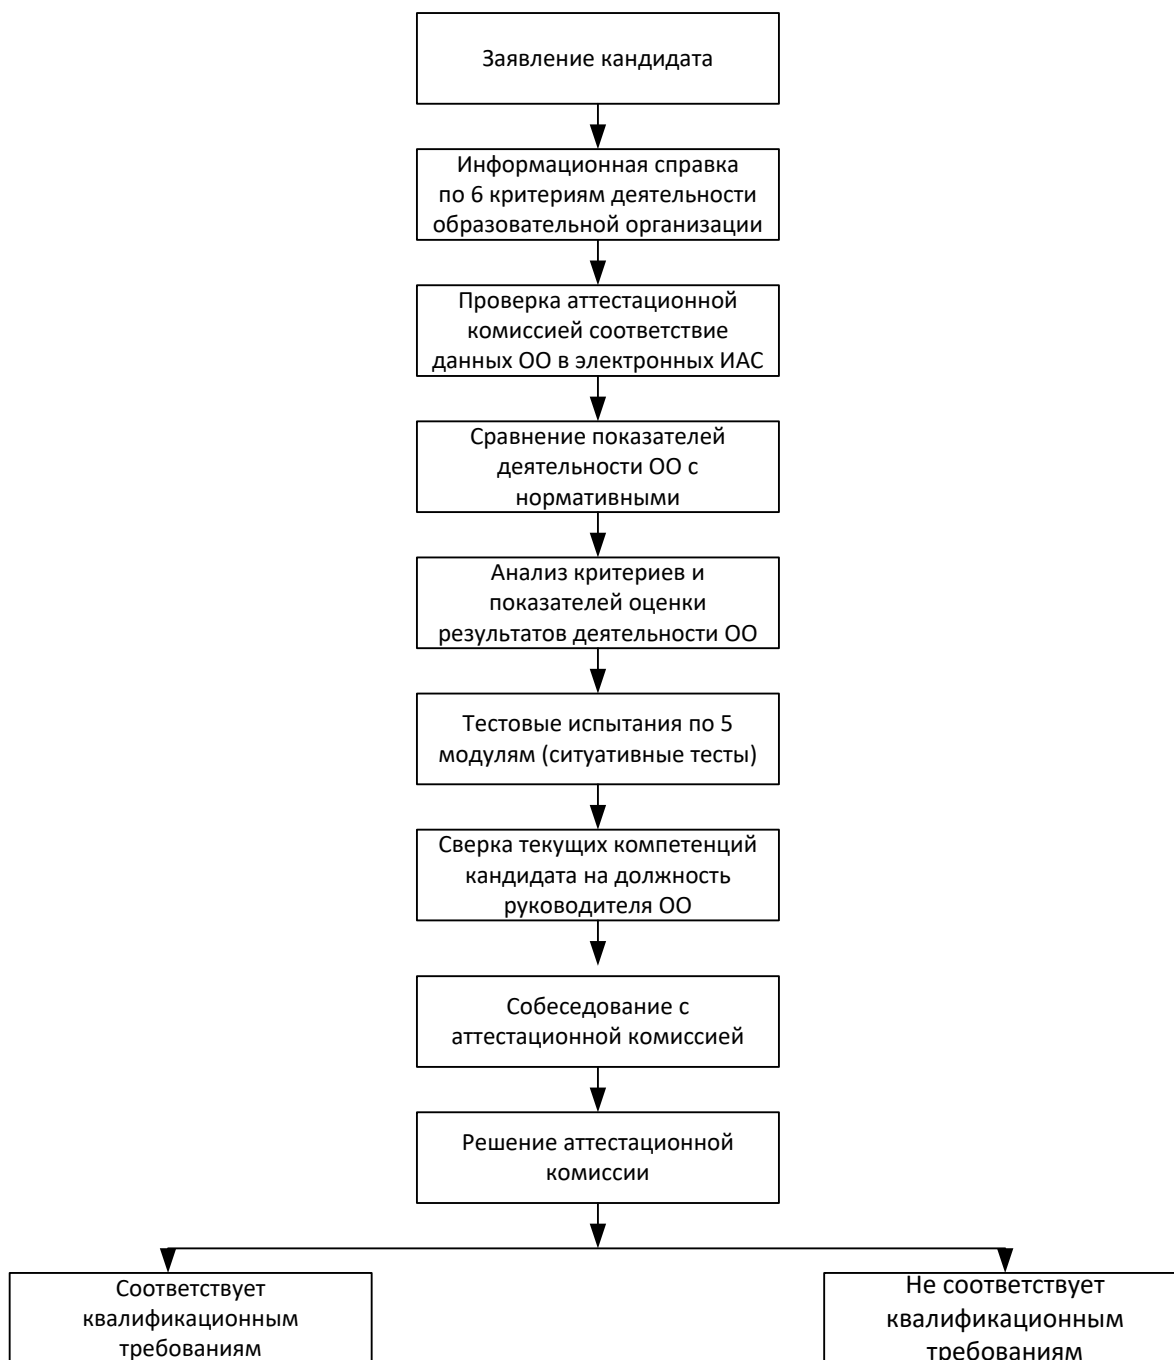 Заявление кандидата
Информационная справка
по 6 критериям деятельности
образовательной организации
Проверка аттестационной
комиссией соответствие
данных ОО в электронных ИАС
Сравнение показателей
деятельности ОО с
нормативными
Анализ критериев и
показателей оценки
результатов деятельности ОО
Тестовые испытания по 5
модулям (ситуативные тесты)
Сверка текущих компетенций
кандидата на должность
руководителя ОО
Собеседование с
аттестационной комиссией
Решение аттестационной
комиссии
Соответствует
квалификационным
требованиям
Не соответствует
квалификационным
требованиям